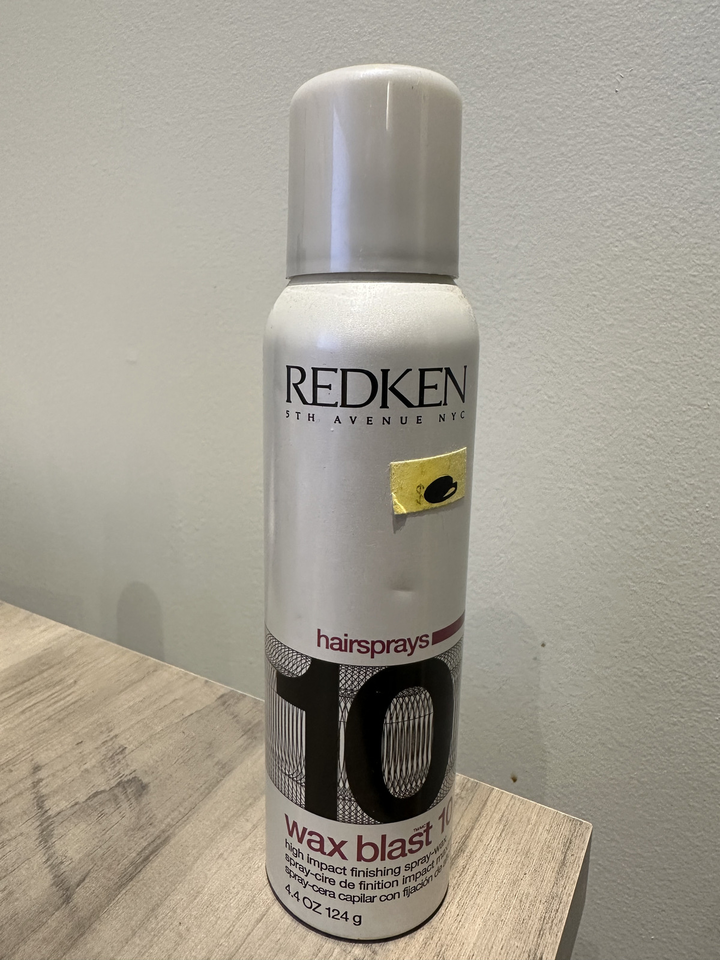 REDKEN
5TH AVENUE NYC
hairsprays
10
wax blast 10
high impact finishing spray-wax
spray-cire de finition impact
spray-cera capilar con fijación de
4.4 OZ 124 g